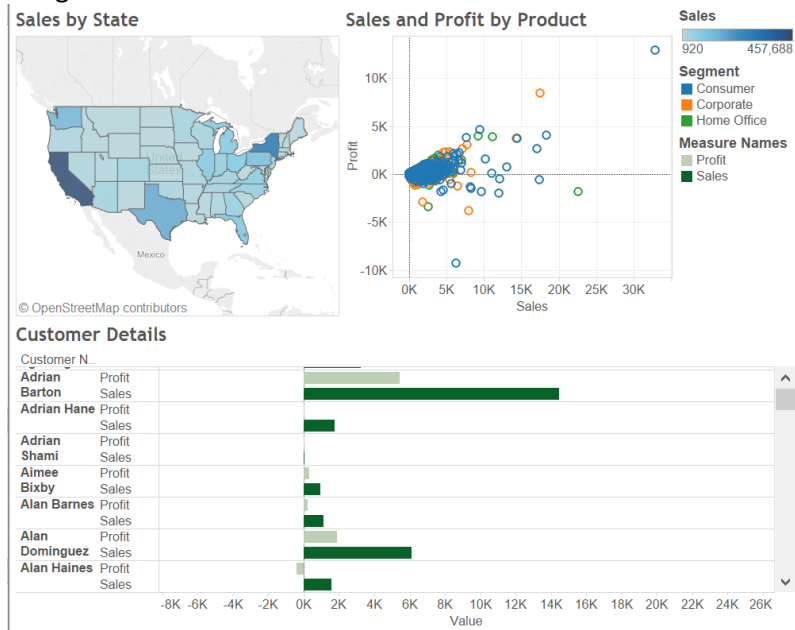 Sales by State
United
States
Mexico
© OpenStreetMap contributors
Sales and Profit by Product
Profit
10K
5K
0K
-5K
-10K
0K 5K 10K 15K 20K 25K 30K
Sales
Sales
920 457,688
Segment
Consumer
Corporate
Home Office
Measure Names
Profit
Sales
Customer Details
Customer N..
Adrian Profit
Barton Sales
Adrian Hane Profit
Sales
Adrian Profit
Shami Sales
Aimee Profit
Bixby Sales
Alan Barnes Profit
Sales
Alan Profit
Dominguez Sales
Alan Haines Profit
Sales
-8K -6K -4K -2K 0K 2K 4K 6K 8K 10K 12K 14K 16K 18K 20K 22K 24K 26K
Value